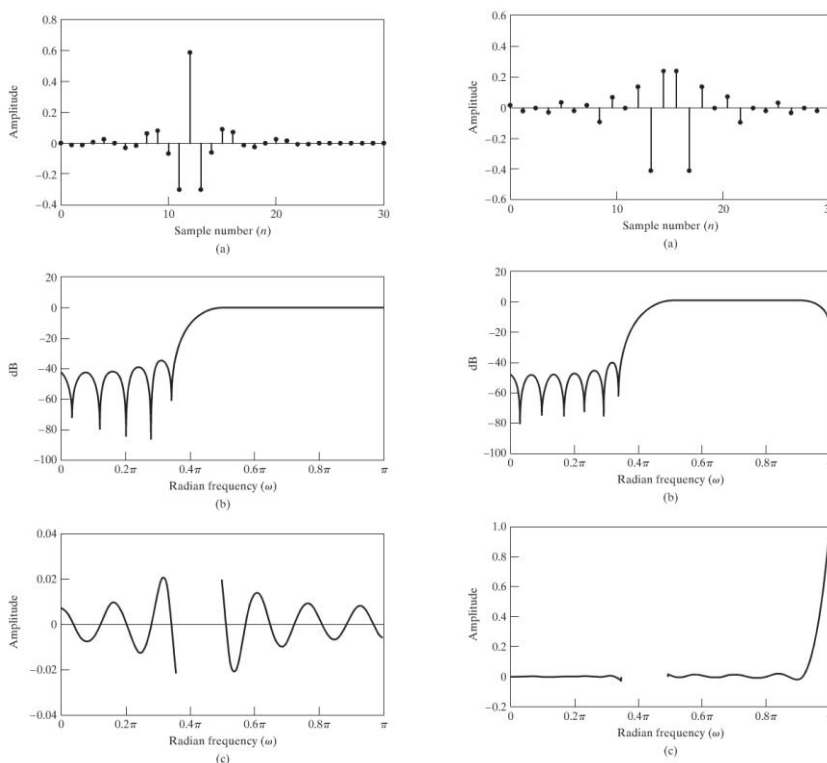 0.8
0.6
0.4
0.2
0
−0.2
−0.4
Amplitude
0
10
20
30
Sample number (n)
(a)
0.6
0.4
0.2
0
−0.2
−0.4
0.6
Amplitude
0
10
20
Sample number (n)
(a)
20
0
−20
−40
−60
−80
−100
dB
0
0.2π
0.4π
0.6π
0.8π
π
Radian frequency (ω)
(b)
20
0
−20
−40
−60
−80
−100
dB
0
0.2π
0.4π
0.6π
0.8π
Radian frequency (ω)
(b)
0.04
0.02
0
−0.02
−0.04
Amplitude
0
0.2π
0.4π
0.6π
0.8π
π
Radian frequency (ω)
(c)
1.0
0.8
0.6
0.4
0.2
0
−0.2
Amplitude
0
0.2π
0.4π
0.6π
0.8π
Radian frequency (ω)
(c)